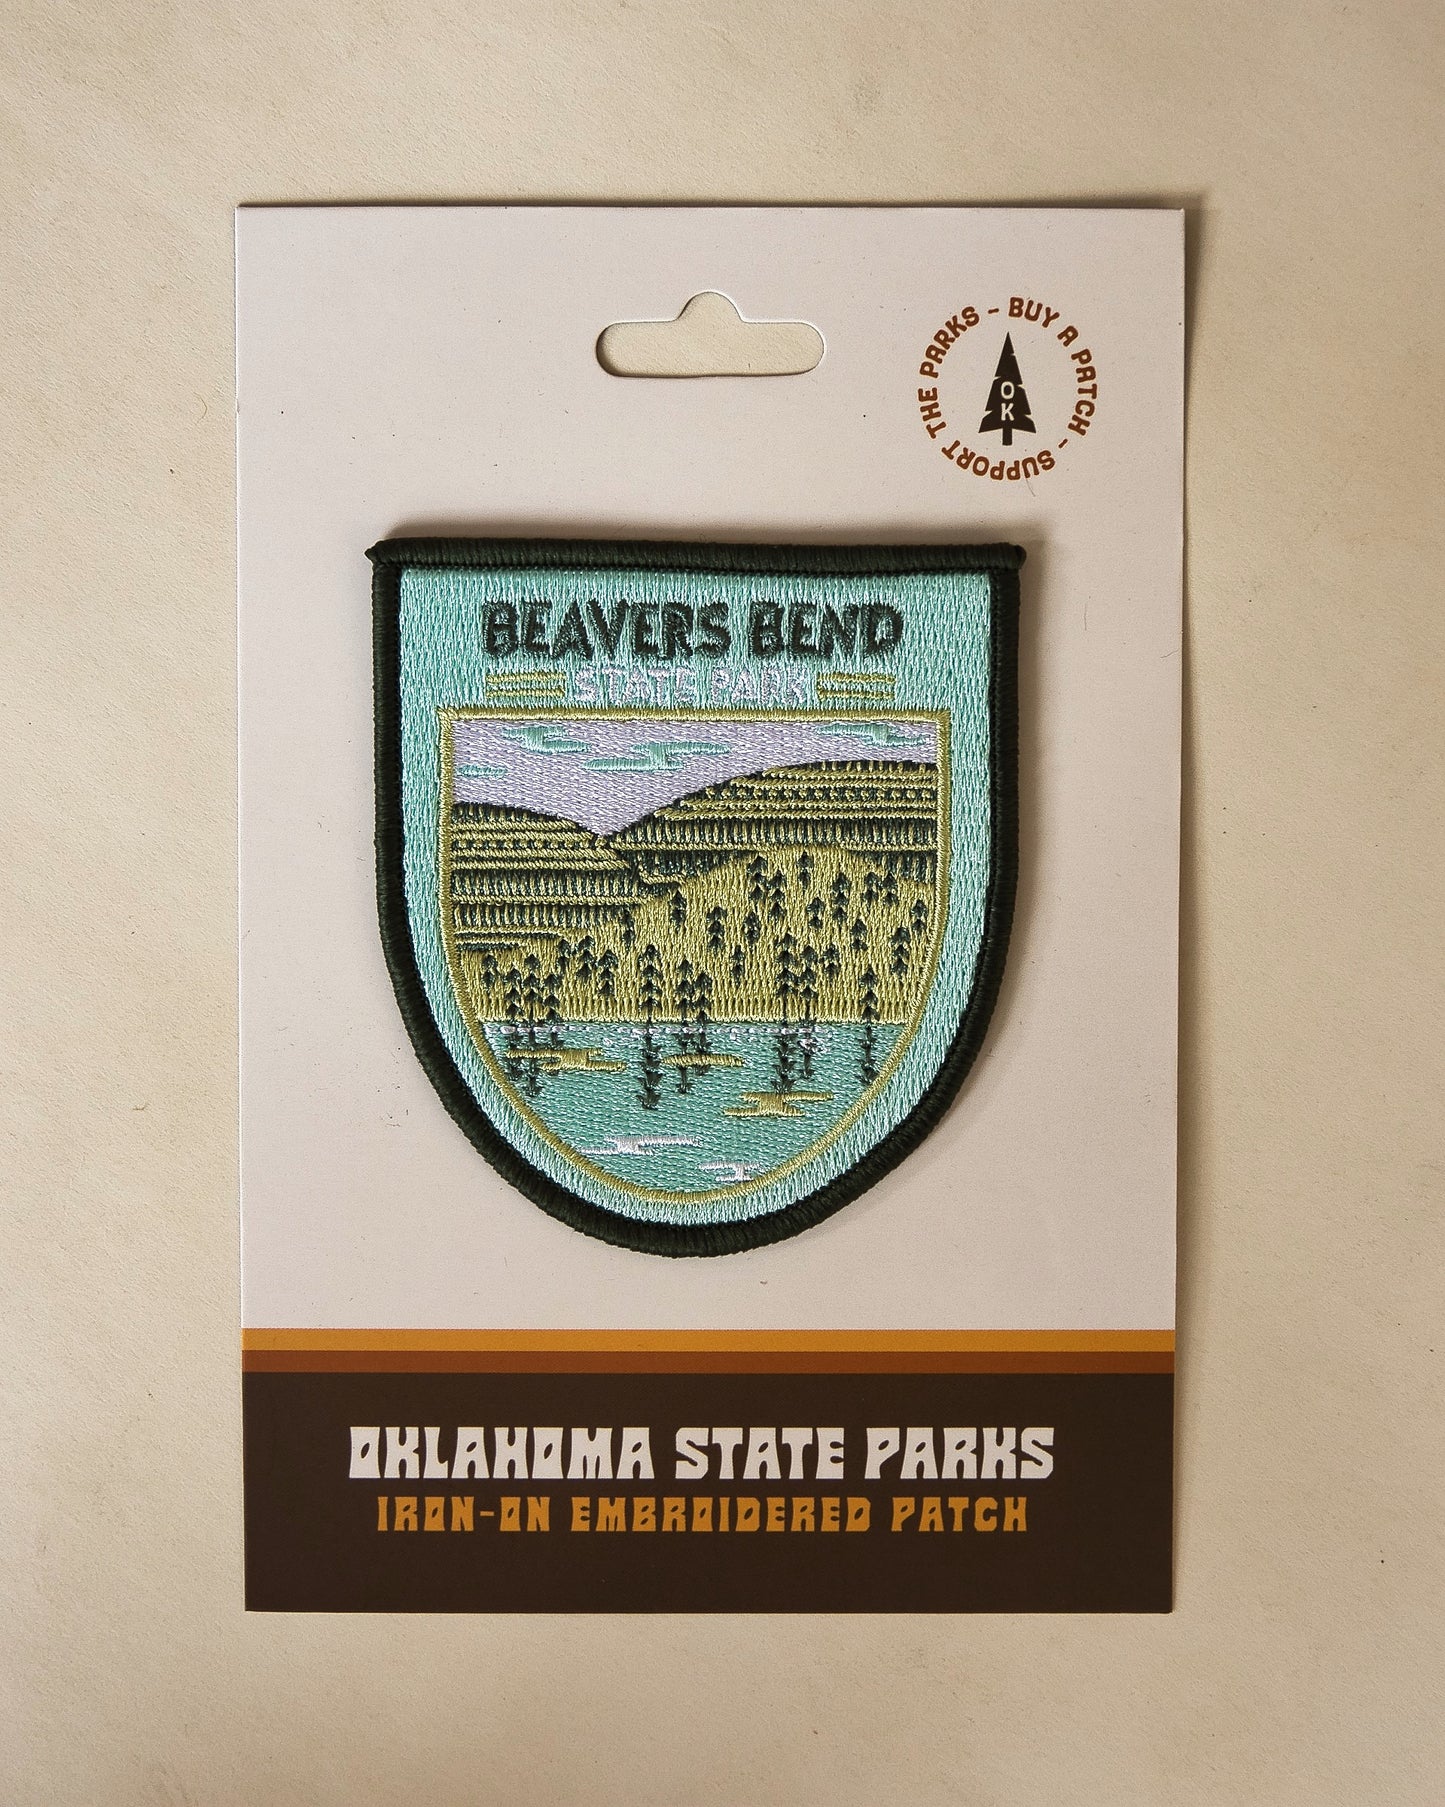 BUY A PATCH - SUPPORT THE PARKS -
OK
BEAVERS BEND
STATE PARK
OKLAHOMA STATE PARKS
IRON-ON EMBROIDERED PATCH